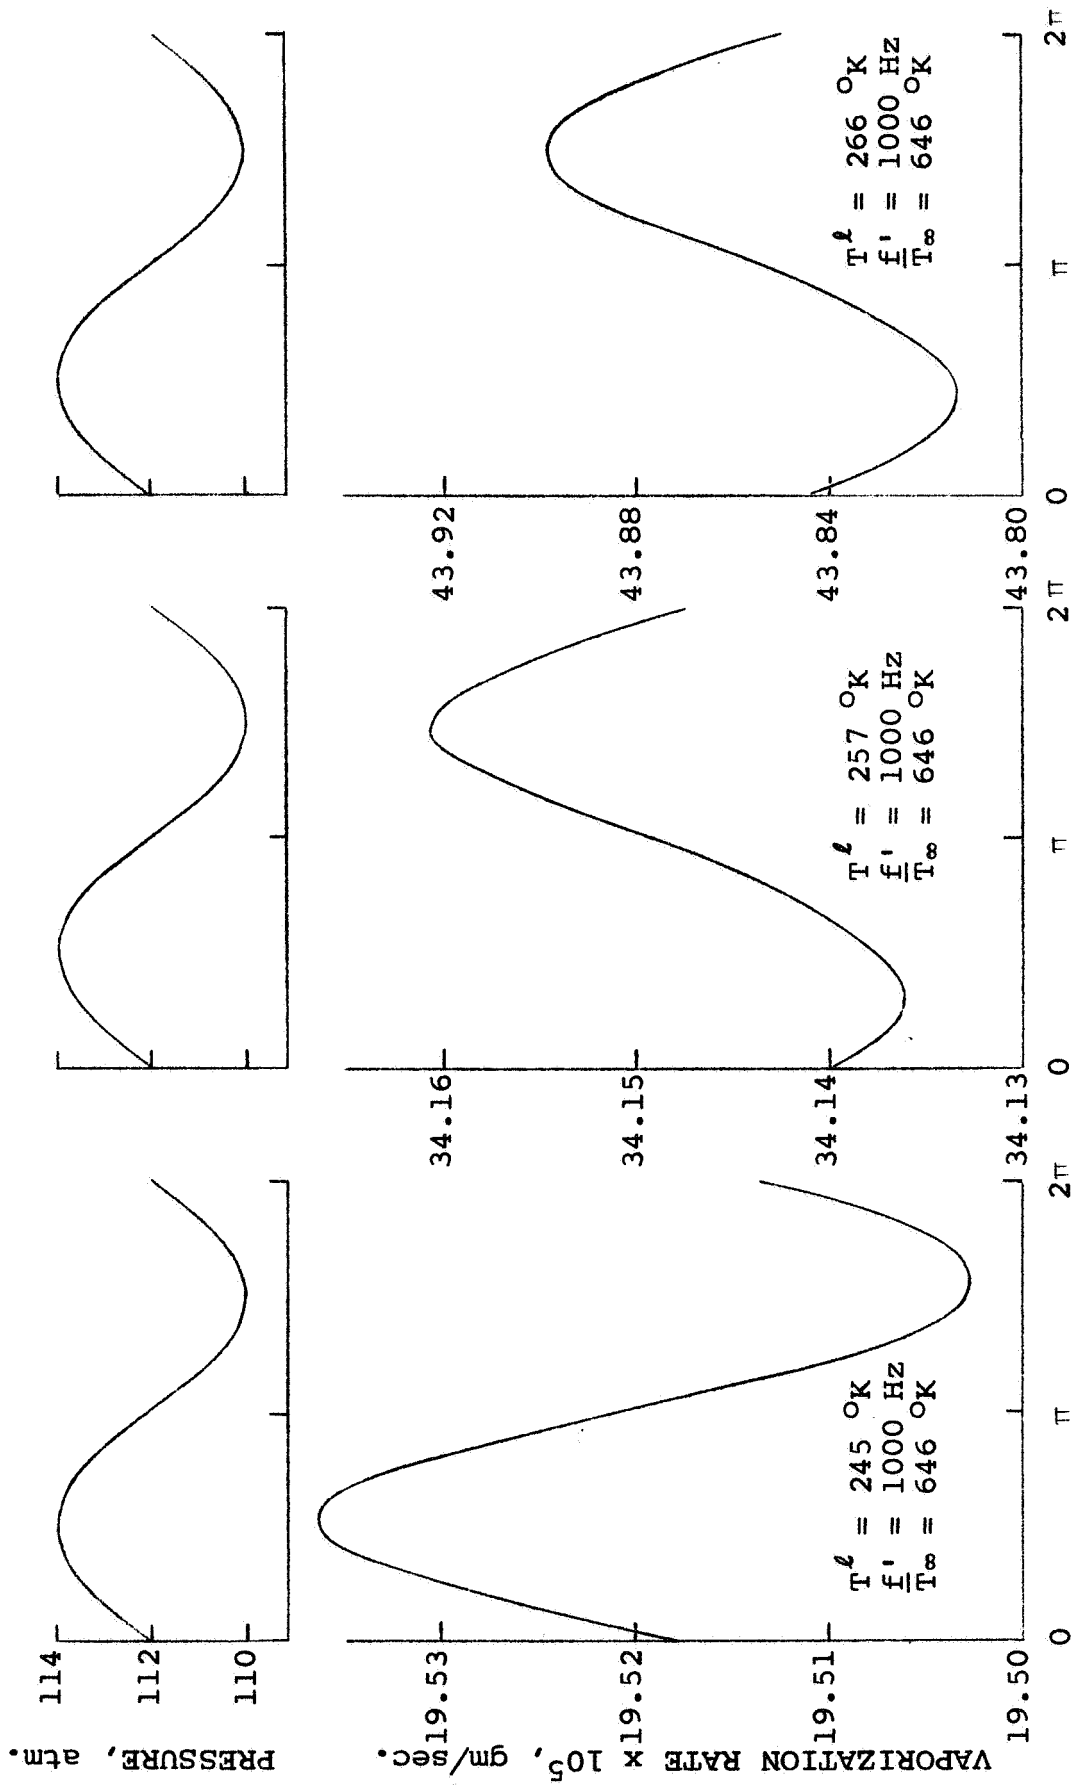 PRESSURE, atm.
114
112
110
VAPORIZATION RATE x 10⁵, gm/sec.
19.53
19.52
19.51
19.50
0
π
2π
Tˡ = 245 °K
f' = 1000 Hz
T∞ = 646 °K
34.16
34.15
34.14
34.13
0
π
2π
Tˡ = 257 °K
f' = 1000 Hz
T∞ = 646 °K
43.92
43.88
43.84
43.80
0
π
2π
Tˡ = 266 °K
f' = 1000 Hz
T∞ = 646 °K